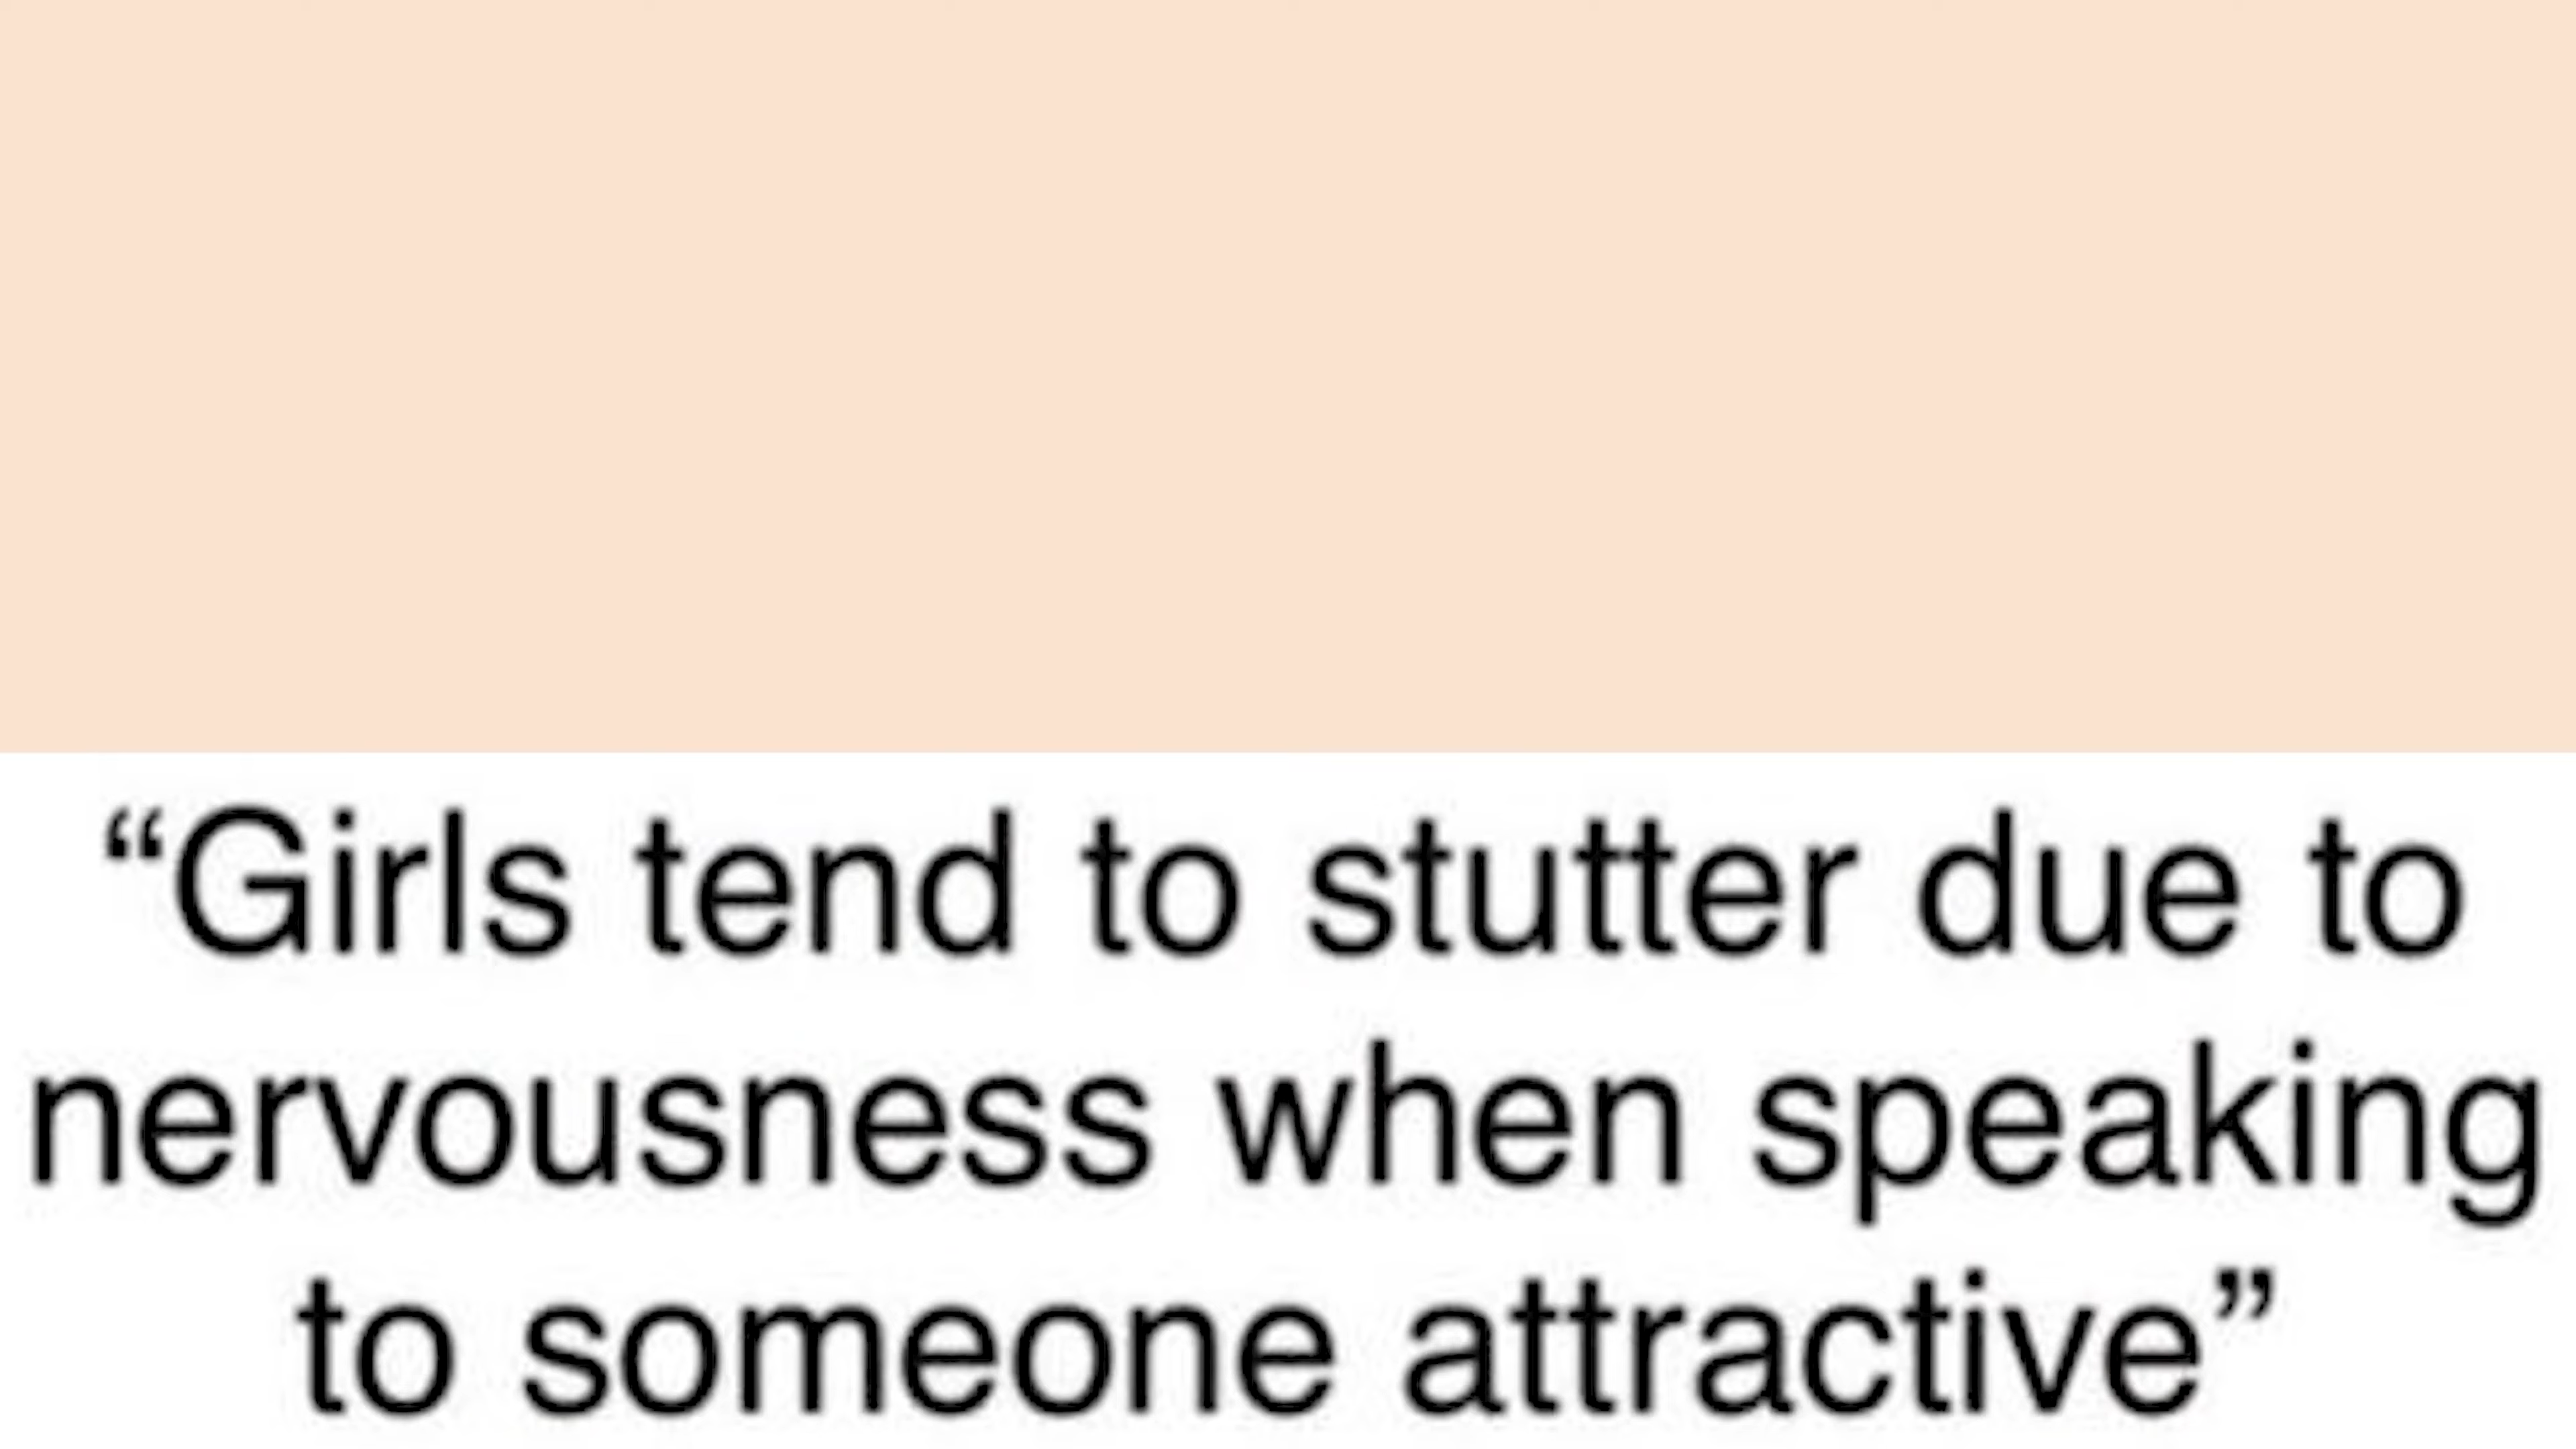 “Girls tend to stutter due to
nervousness when speaking
to someone attractive”